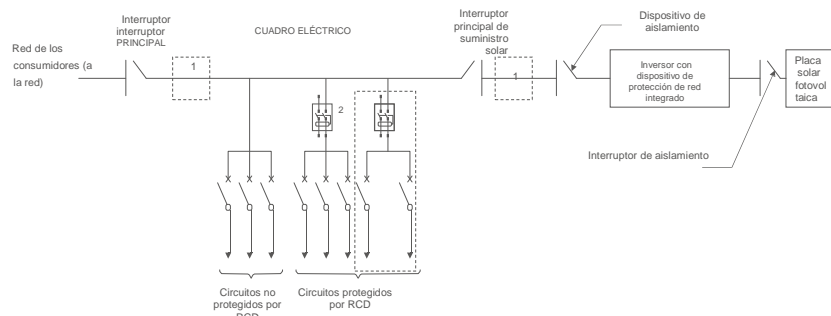 Interruptor
interruptor
PRINCIPAL
CUADRO ELÉCTRICO
Interruptor
principal de
suministro
solar
Dispositivo de
aislamiento
Red de los
consumidores (a
la red)
1
1
Inversor con
dispositivo de
protección de red
integrado
Placa
solar
fotovol
taica
2
Interruptor de aislamiento
Circuitos no
protegidos por
RCD
Circuitos protegidos
por RCD